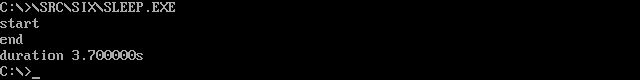 C:\>\SRC\SIX\SLEEP.EXE
start
end
duration 3.700000s
C:\>_